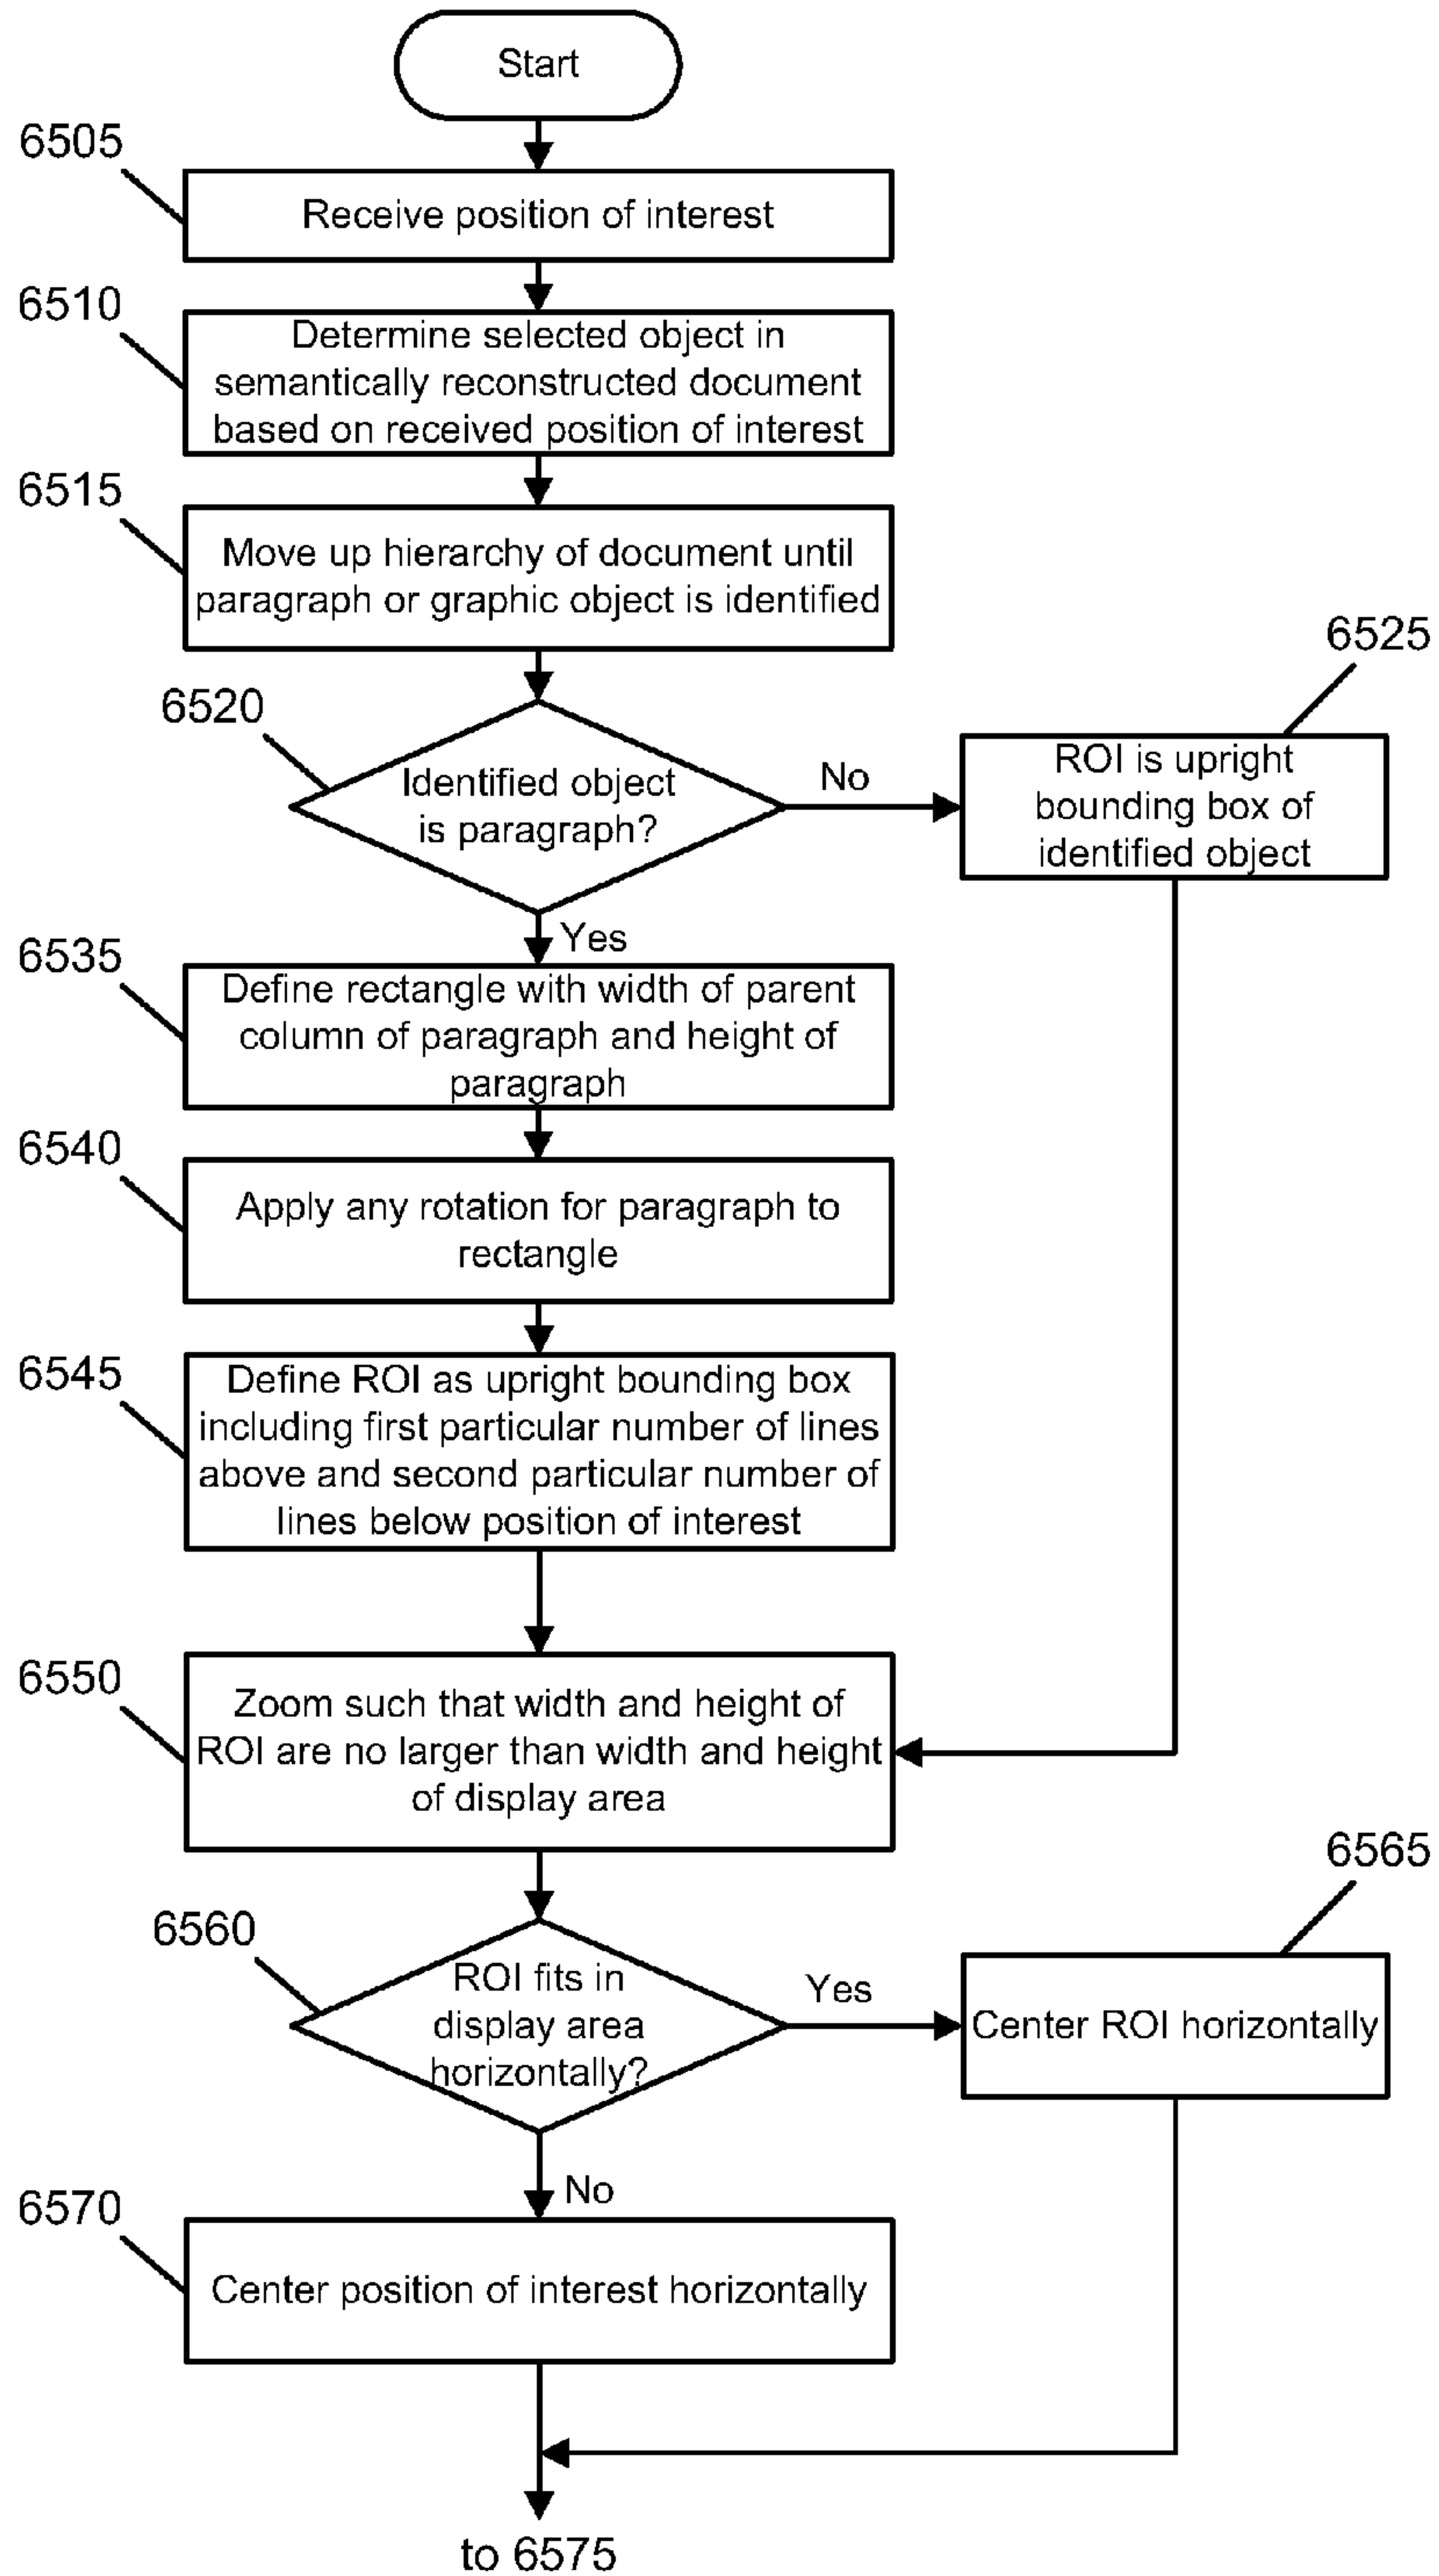 Start
6505
Receive position of interest
6510
Determine selected object in
semantically reconstructed document
based on received position of interest
6515
Move up hierarchy of document until
paragraph or graphic object is identified
6520
Identified object
is paragraph?
No
6525
ROI is upright
bounding box of
identified object
Yes
6535
Define rectangle with width of parent
column of paragraph and height of
paragraph
6540
Apply any rotation for paragraph to
rectangle
6545
Define ROI as upright bounding box
including first particular number of lines
above and second particular number of
lines below position of interest
6550
Zoom such that width and height of
ROI are no larger than width and height
of display area
6560
ROI fits in
display area
horizontally?
Yes
6565
Center ROI horizontally
No
6570
Center position of interest horizontally
to 6575